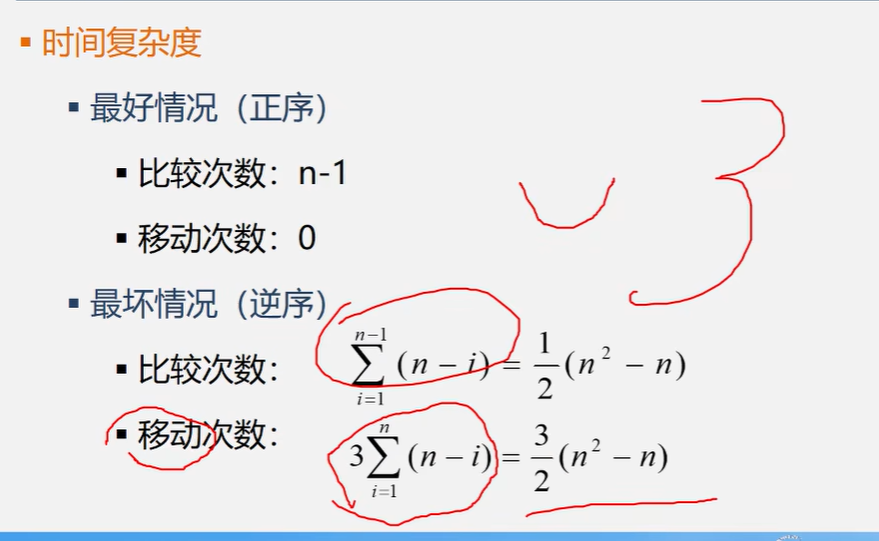 ▪ 时间复杂度
▪ 最好情况（正序）
▪ 比较次数：n-1
▪ 移动次数：0
▪ 最坏情况（逆序）
▪ 比较次数： \sum_{i=1}^{n-1}(n-i)=\frac{1}{2}(n^2-n)
▪ 移动次数： 3\sum_{i=1}^{n}(n-i)=\frac{3}{2}(n^2-n)
3